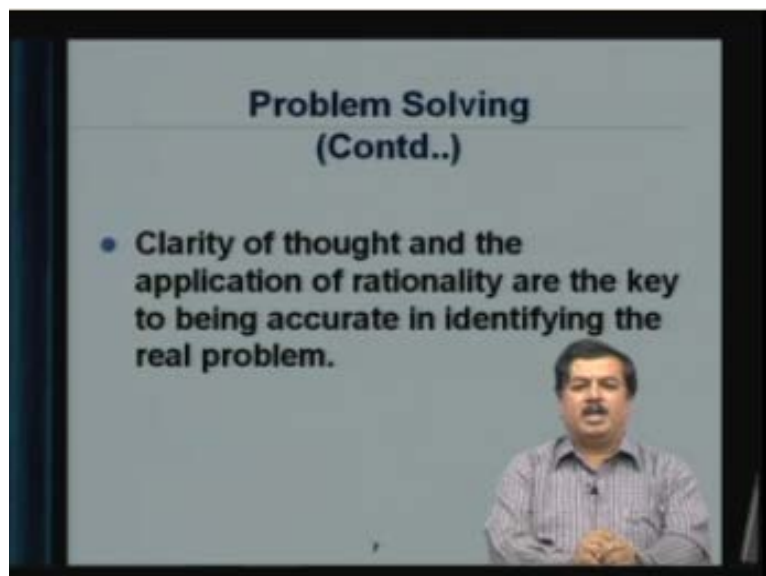 Problem Solving
(Contd..)
Clarity of thought and the
application of rationality are the key
to being accurate in identifying the
real problem.